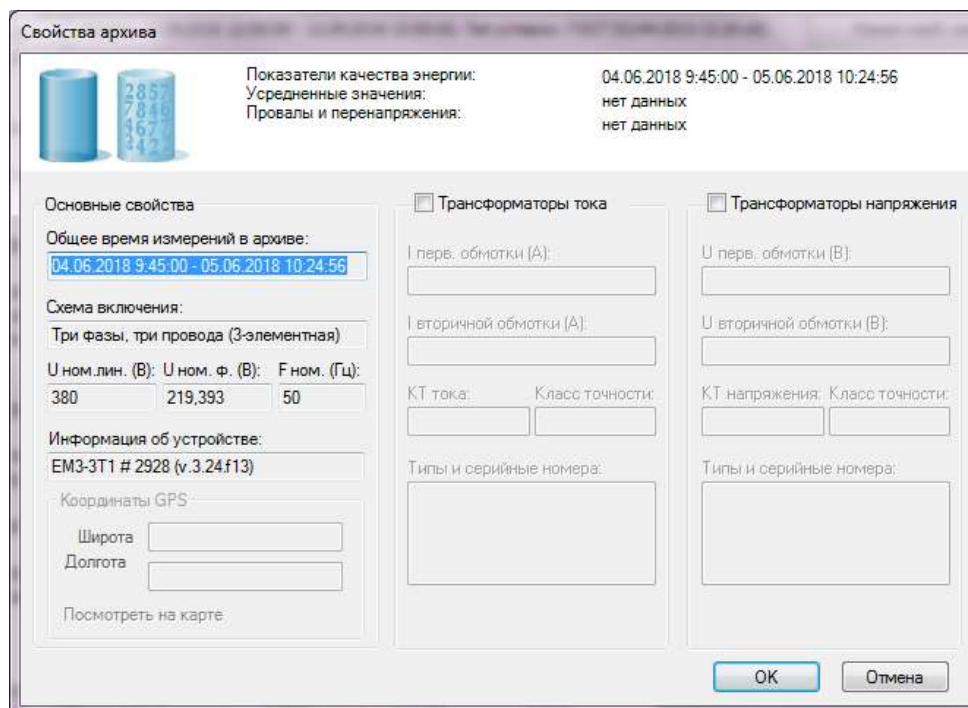 Свойства архива
Показатели качества энергии: 04.06.2018 9:45:00 - 05.06.2018 10:24:56
Усредненные значения: нет данных
Провалы и перенапряжения: нет данных
Основные свойства
Общее время измерений в архиве:
04.06.2018 9:45:00 - 05.06.2018 10:24:56
Схема включения:
Три фазы, три провода (3-элементная)
U ном.лин. (В): U ном. ф. (В): F ном. (Гц):
380 219,393 50
Информация об устройстве:
ЕМ3-3Т1 # 2928 (v.3.24.f13)
Координаты GPS
Широта
Долгота
Посмотреть на карте
Трансформаторы тока
I перв. обмотки (А):
I вторичной обмотки (А):
КТ тока: Класс точности:
Типы и серийные номера:
Трансформаторы напряжения
U перв. обмотки (В):
U вторичной обмотки (В):
КТ напряжения: Класс точности:
Типы и серийные номера:
OK Отмена